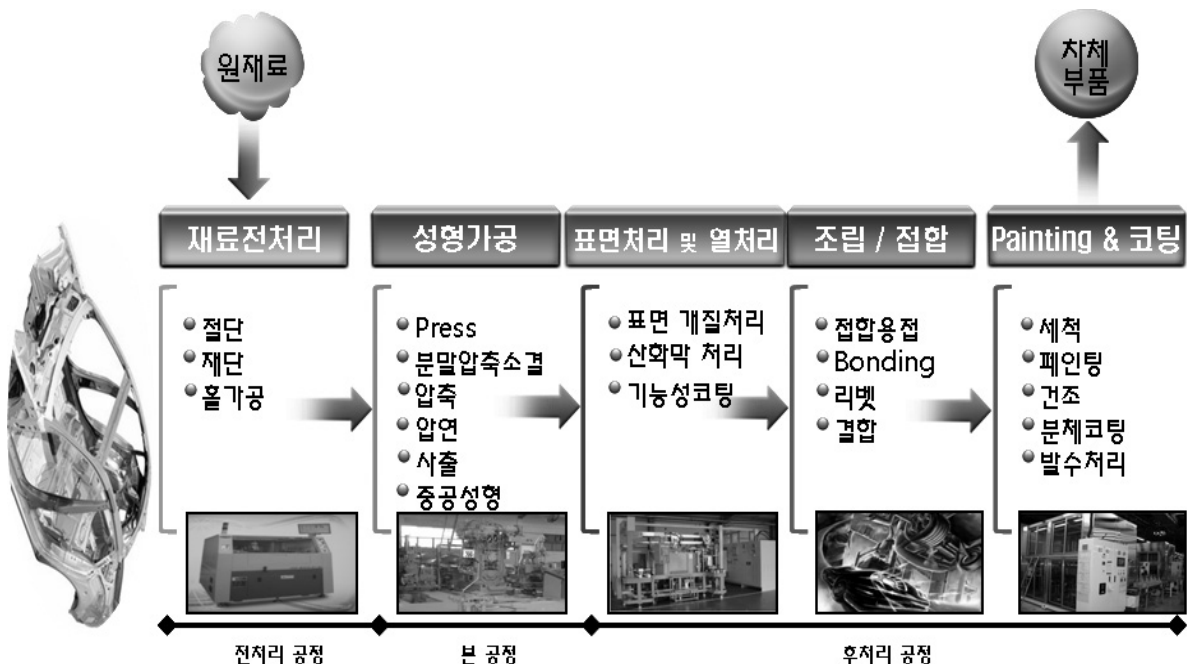 원재료
차체
부품
재료전처리
성형가공
표면처리 및 열처리
조립 / 접합
Painting & 코팅
절단
재단
홀가공
Press
분말압축소결
압축
압연
사출
중공성형
표면 개질처리
산화막 처리
기능성코팅
접합용접
Bonding
리벳
결합
세척
페인팅
건조
분체코팅
발수처리
전처리 공정
본 공정
후처리 공정